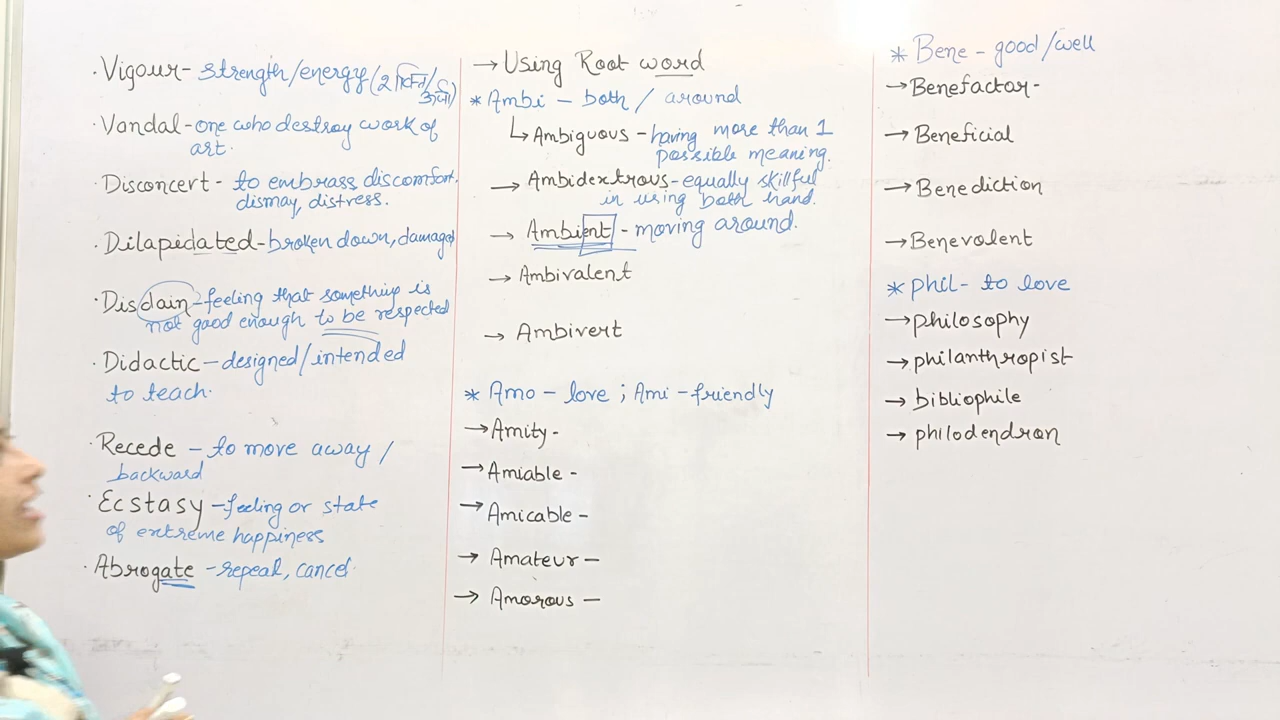 · Vigour - strength/energy (शक्ति/
ऊर्जा)
Vandal - one who destroy work of
art.
· Disconcert - to embrass discomfort.
dismay, distress.
· Dilapidated - broken down, damaged
· Disdain - feeling that something is
not good enough to be respected
· Didactic - designed/intended
to teach.
· Recede - to move away /
backward
· Ecstasy - feeling or state
of extreme happiness
· Abrogate - repeal, cancel.
→ Using Root word
* Ambi - both / around
↳ Ambiguous - having more than 1
possible meaning.
→ Ambidextrous - equally skillful
in using both hand.
→ Ambient - moving around.
→ Ambivalent
→ Ambivert
* Amo - love ; Ami - friendly
→ Amity -
→ Amiable -
→ Amicable -
→ Amateur -
→ Amorous -
* Bene - good/well
→ Benefactor -
→ Beneficial
→ Benediction
→ Benevolent
* phil - to love
→ philosophy
→ philanthropist
→ bibliophile
→ philodendron